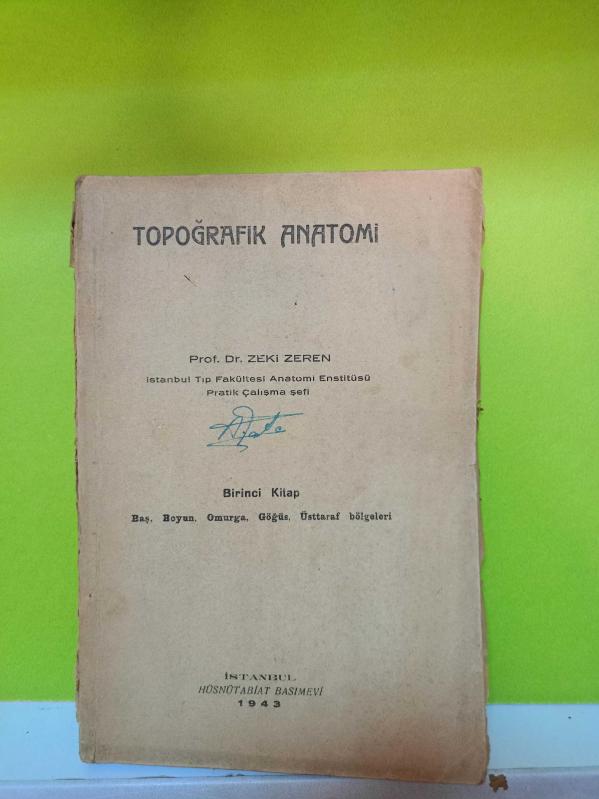 TOPOĞRAFIK ANATOMİ
Prof. Dr. ZEKİ ZEREN
İstanbul Tıp Fakültesi Anatomi Enstitüsü
Pratik Çalışma şefi
Birinci Kitap
Baş, Boyun, Omurga, Göğüs, Üsttaraf bölgeleri
İSTANBUL
HÜSNÜTABİAT BASIMEVİ
1943